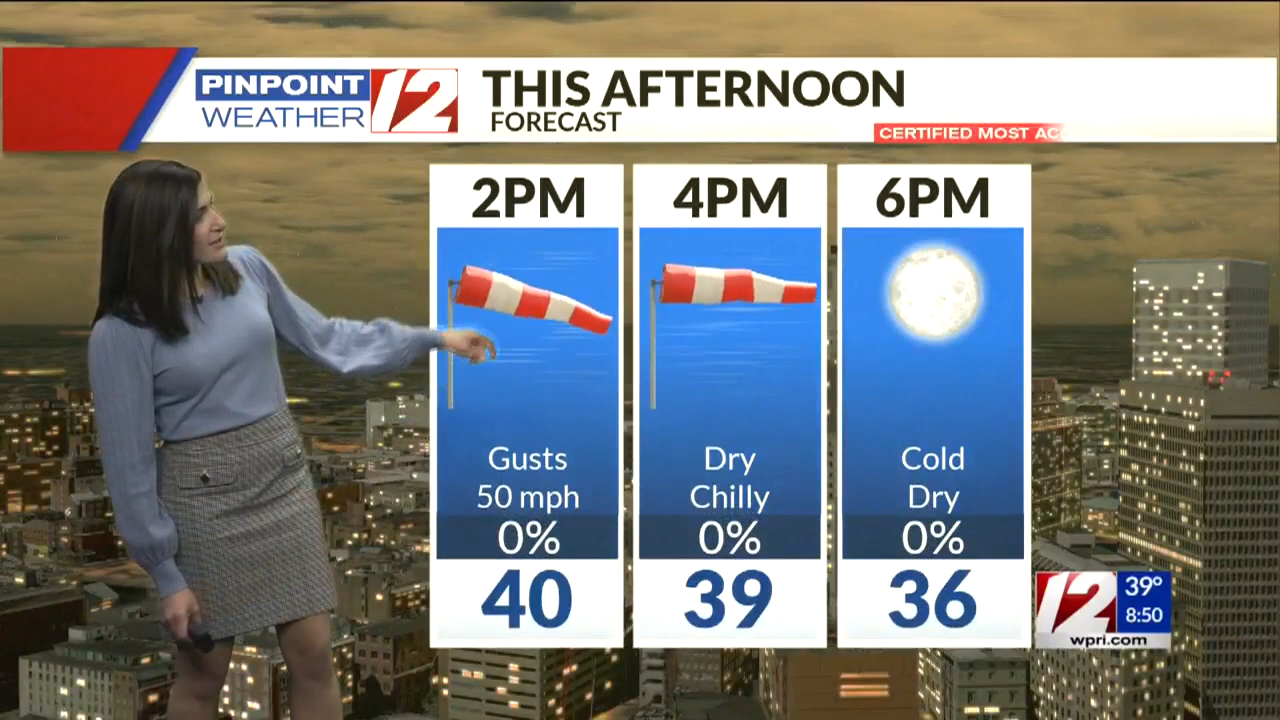 PINPOINT
WEATHER
12
THIS AFTERNOON
FORECAST
CERTIFIED MOST
2PM
4PM
6PM
Gusts
50 mph
0%
40
Dry
Chilly
0%
39
Cold
Dry
0%
36
12
39°
8:50
wpri.com